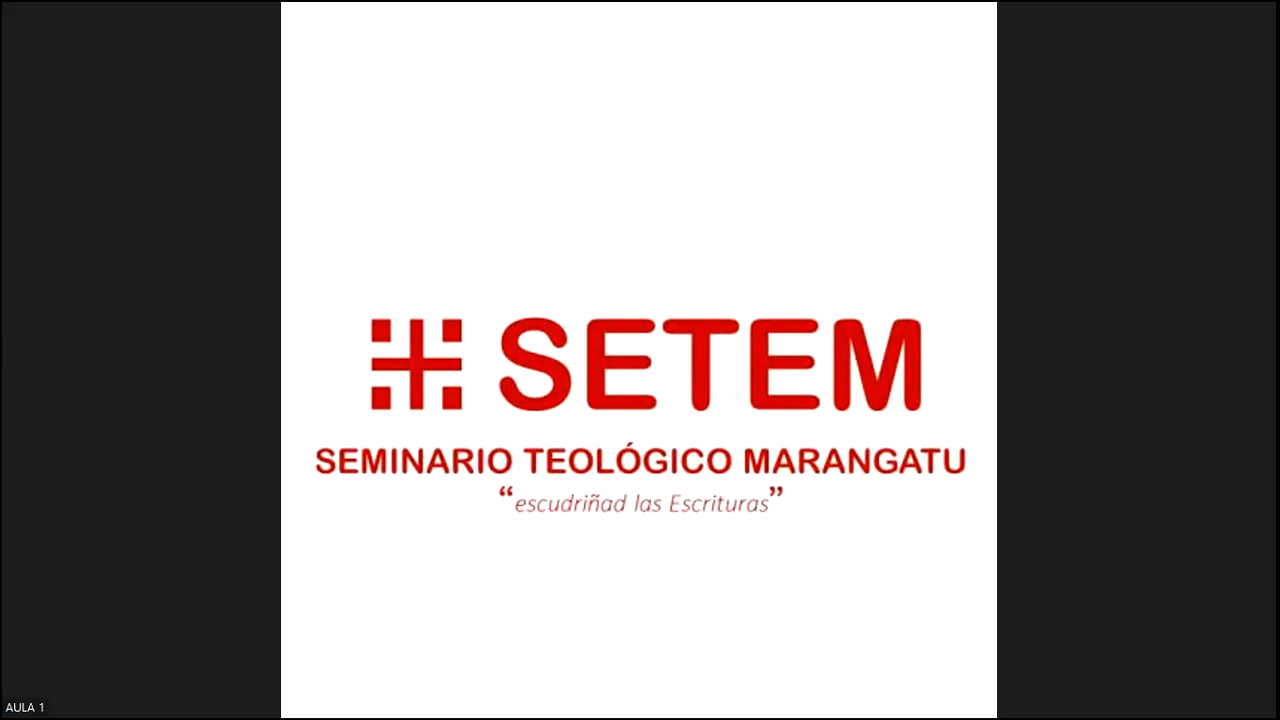 SETEM
SEMINARIO TEOLÓGICO MARANGATU
“escudriñad las Escrituras”
AULA 1